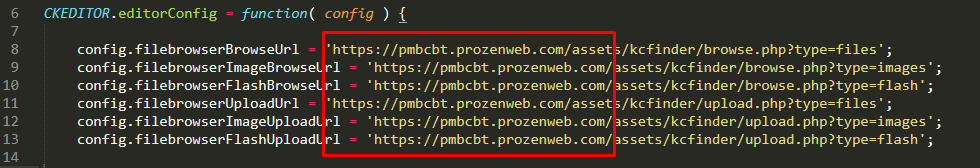 6 CKEDITOR.editorConfig = function( config ) {
7
8 config.filebrowserBrowseUrl = 'https://pmbcbt.prozenweb.com/assets/kcfinder/browse.php?type=files';
9 config.filebrowserImageBrowseUrl = 'https://pmbcbt.prozenweb.com/assets/kcfinder/browse.php?type=images';
10 config.filebrowserFlashBrowseUrl = 'https://pmbcbt.prozenweb.com/assets/kcfinder/browse.php?type=flash';
11 config.filebrowserUploadUrl = 'https://pmbcbt.prozenweb.com/assets/kcfinder/upload.php?type=files';
12 config.filebrowserImageUploadUrl = 'https://pmbcbt.prozenweb.com/assets/kcfinder/upload.php?type=images';
13 config.filebrowserFlashUploadUrl = 'https://pmbcbt.prozenweb.com/assets/kcfinder/upload.php?type=flash';
14